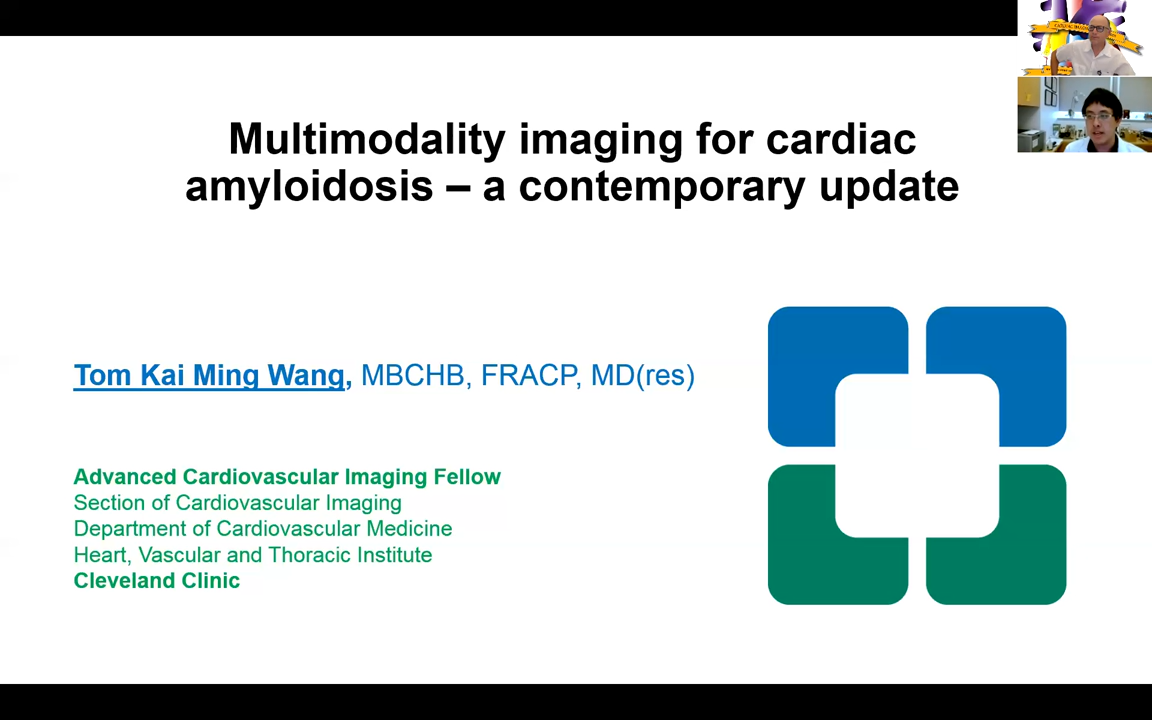 Multimodality imaging for cardiac
amyloidosis – a contemporary update
Tom Kai Ming Wang, MBCHB, FRACP, MD(res)
Advanced Cardiovascular Imaging Fellow
Section of Cardiovascular Imaging
Department of Cardiovascular Medicine
Heart, Vascular and Thoracic Institute
Cleveland Clinic